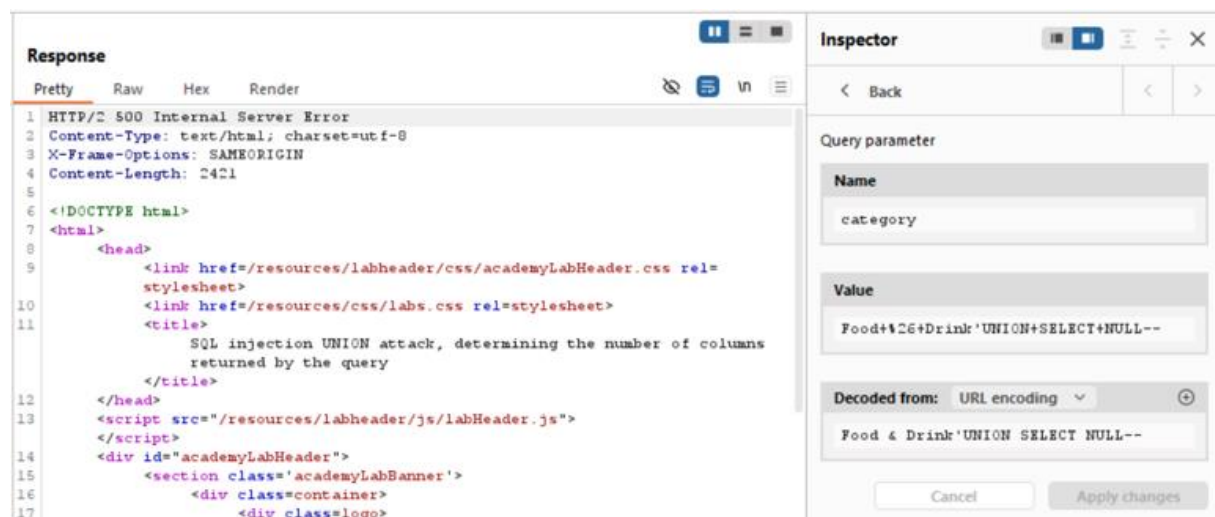 Response
Pretty Raw Hex Render
\n
1 HTTP/2 500 Internal Server Error
2 Content-Type: text/html; charset=utf-8
3 X-Frame-Options: SAMEORIGIN
4 Content-Length: 2421
5
6 <!DOCTYPE html>
7 <html>
8 <head>
9 <link href=/resources/labheader/css/academyLabHeader.css rel=
stylesheet>
10 <link href=/resources/css/labs.css rel=stylesheet>
11 <title>
SQL injection UNION attack, determining the number of columns
returned by the query
</title>
12 </head>
13 <script src="/resources/labheader/js/labHeader.js">
</script>
14 <div id="academyLabHeader">
15 <section class='academyLabBanner'>
16 <div class=container>
17 <div class=logo>
Inspector
Back
Query parameter
Name
category
Value
Food+%26+Drink'UNION+SELECT+NULL--
Decoded from: URL encoding
Food & Drink'UNION SELECT NULL--
Cancel Apply changes